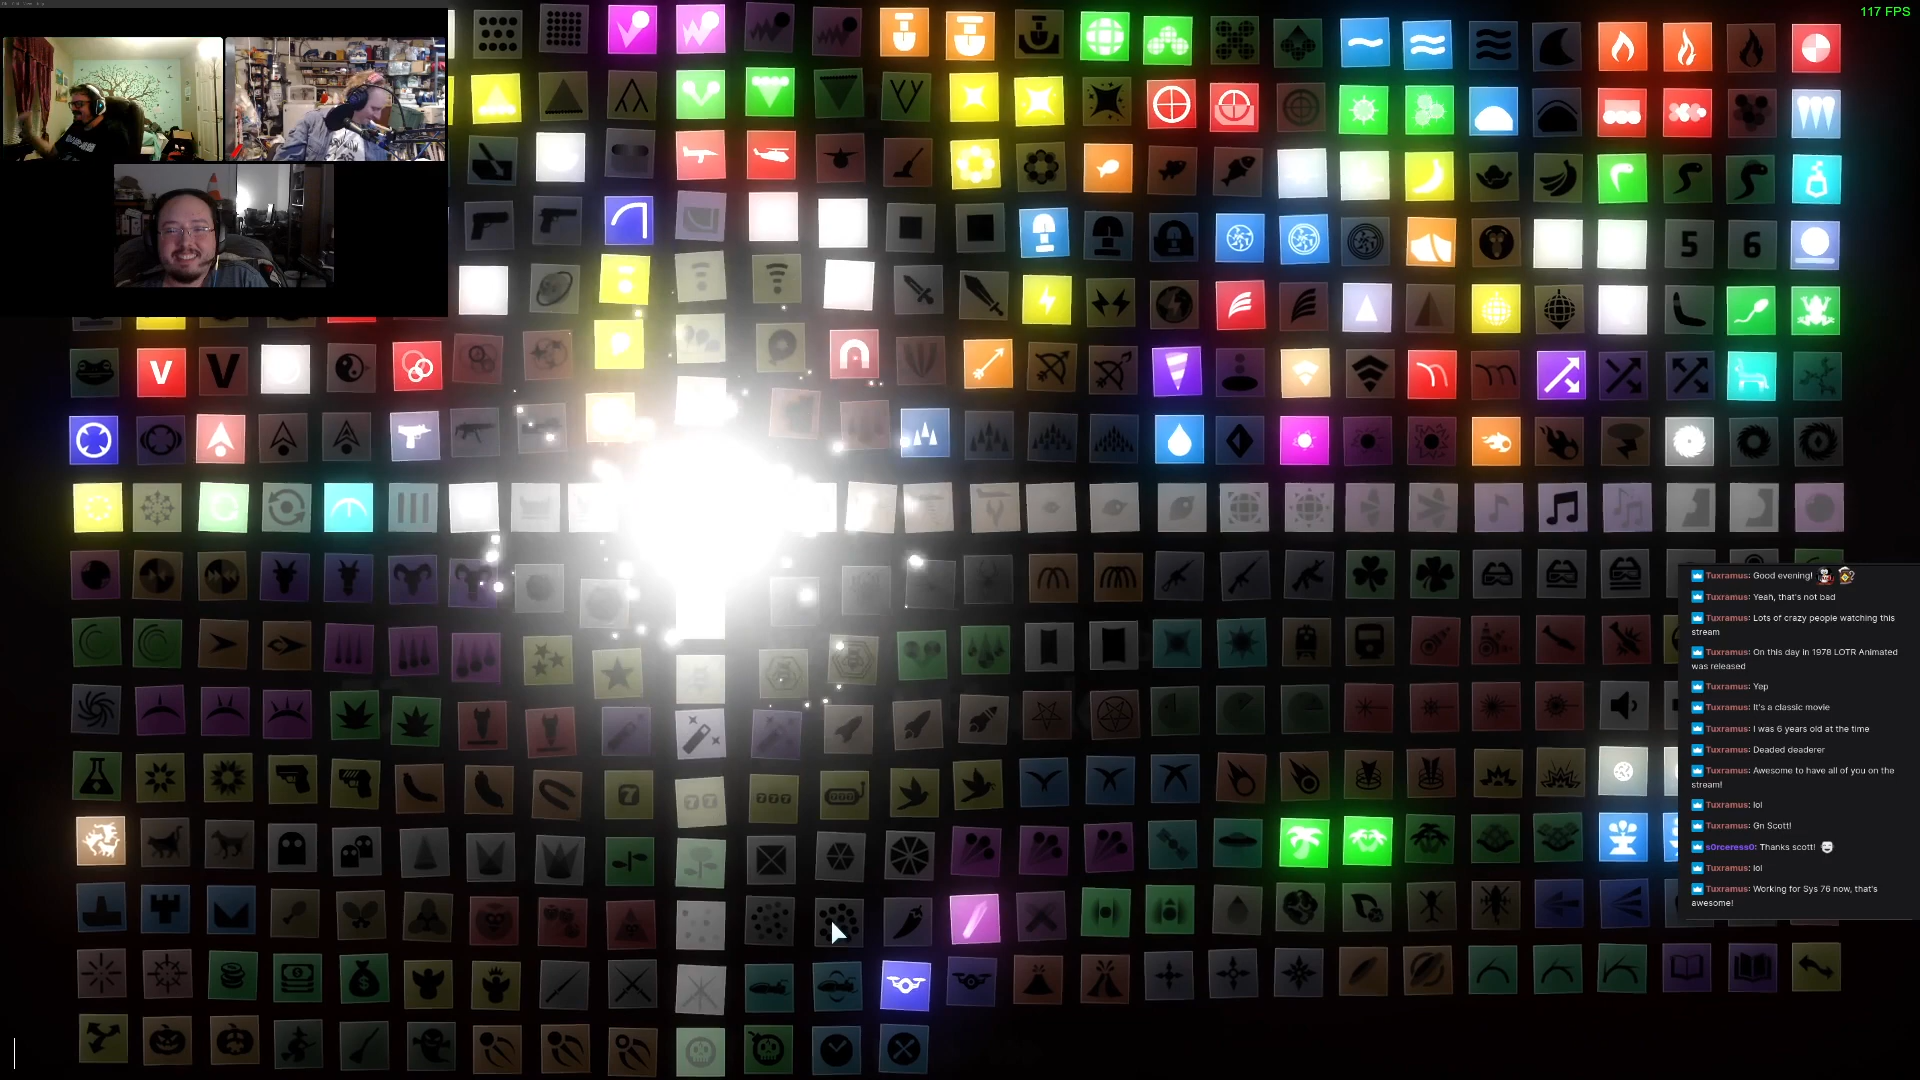 117 FPS
5 6
V V
7 77 777
Tuxramus: Good evening!
Tuxramus: Yeah, that's not bad
Tuxramus: Lots of crazy people watching this
stream
Tuxramus: On this day in 1978 LOTR Animated
was released
Tuxramus: Yep
Tuxramus: It's a classic movie
Tuxramus: I was 6 years old at the time
Tuxramus: Deaded deaderer
Tuxramus: Awesome to have all of you on the
stream!
Tuxramus: lol
Tuxramus: Gn Scott!
s0rceress0: Thanks scott!
Tuxramus: lol
Tuxramus: Working for Sys 76 now, that's
awesome!